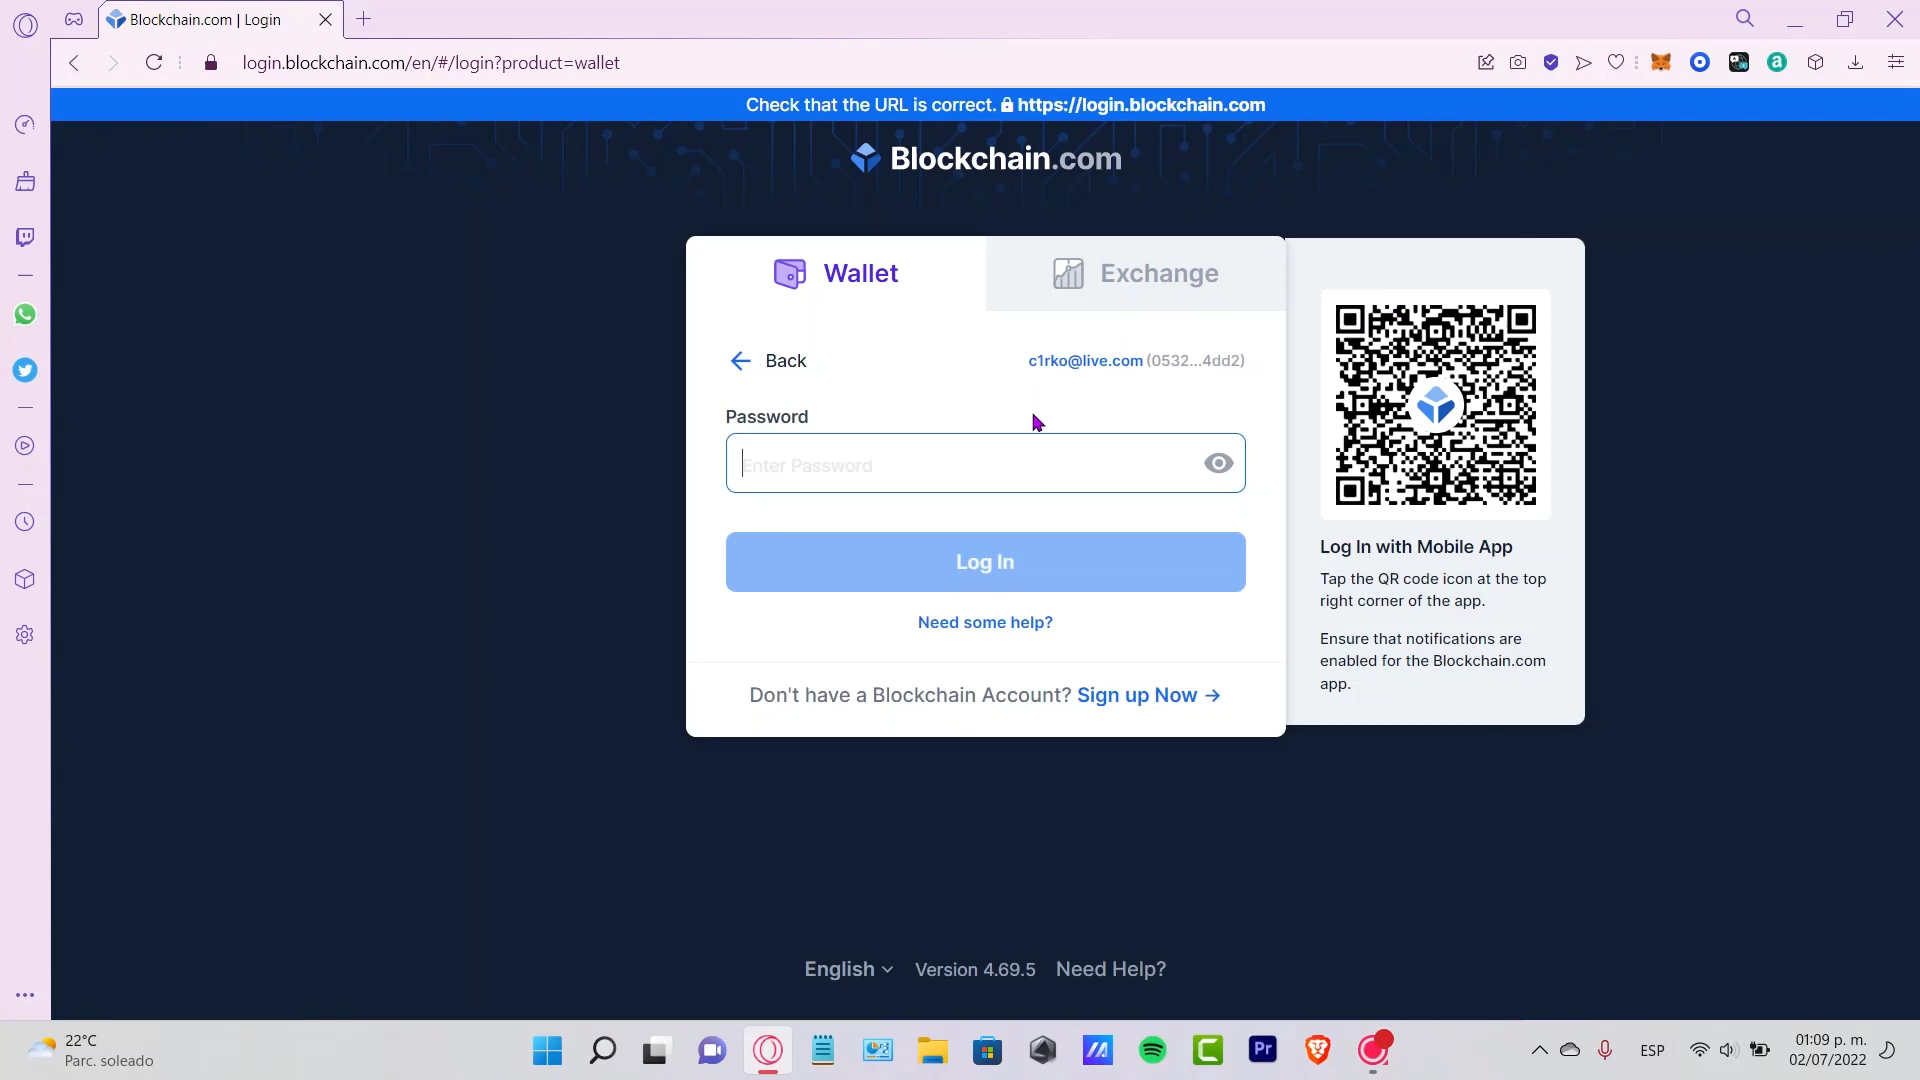 Blockchain.com | Login
login.blockchain.com/en/#/login?product=wallet
Check that the URL is correct. https://login.blockchain.com
Blockchain.com
Wallet
Exchange
Back
c1rko@live.com (0532...4dd2)
Password
Enter Password
Log In
Need some help?
Don't have a Blockchain Account? Sign up Now →
Log In with Mobile App
Tap the QR code icon at the top
right corner of the app.
Ensure that notifications are
enabled for the Blockchain.com
app.
English
Version 4.69.5
Need Help?
22°C
Parc. soleado
Pr
ESP
01:09 p. m.
02/07/2022